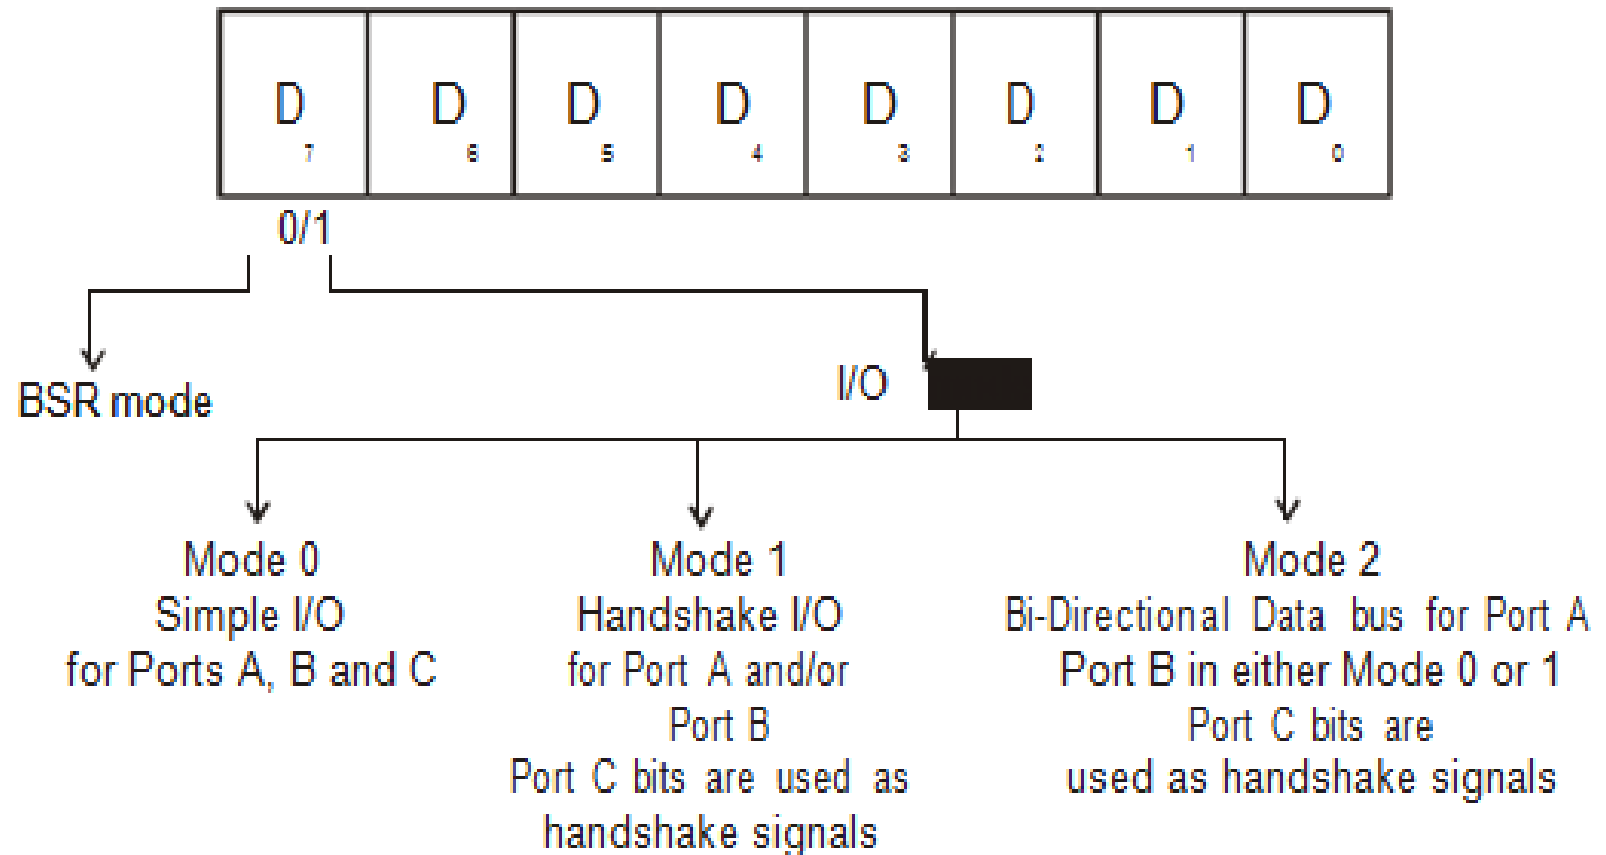 D7 D6 D5 D4 D3 D2 D1 D0
0/1
BSR mode
I/O
Mode 0
Simple I/O
for Ports A, B and C
Mode 1
Handshake I/O
for Port A and/or
Port B
Port C bits are used as
handshake signals
Mode 2
Bi-Directional Data bus for Port A
Port B in either Mode 0 or 1
Port C bits are
used as handshake signals